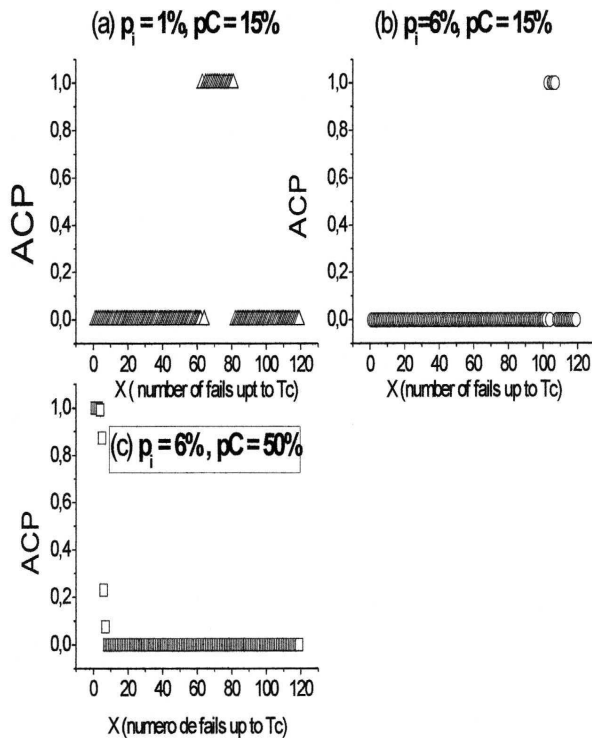 (a) pi = 1%, pC = 15%
(b) pi=6%, pC = 15%
1,0
0,8
0,6
0,4
0,2
0,0
ACP
0 20 40 60 80 100 120
X ( number of fails upt to Tc)
1,0
0,8
0,6
0,4
0,2
0,0
ACP
0 20 40 60 80 100 120
X (number of fails up to Tc)
(c) pi = 6%, pC = 50%
1,0
0,8
0,6
0,4
0,2
0,0
ACP
0 20 40 60 80 100 120
X (numero de fails up to Tc)